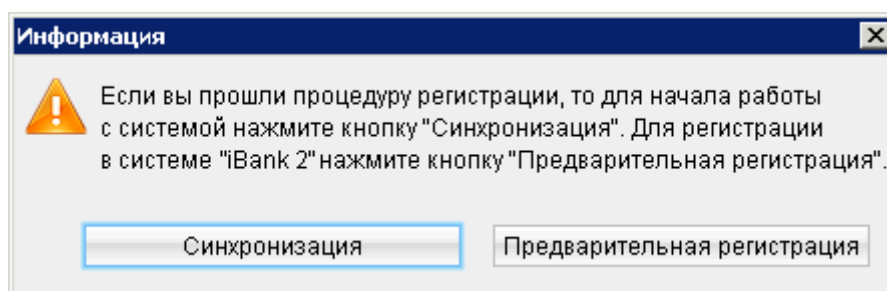 Информация
Если вы прошли процедуру регистрации, то для начала работы
с системой нажмите кнопку "Синхронизация". Для регистрации
в системе "iBank 2" нажмите кнопку "Предварительная регистрация".
Синхронизация
Предварительная регистрация